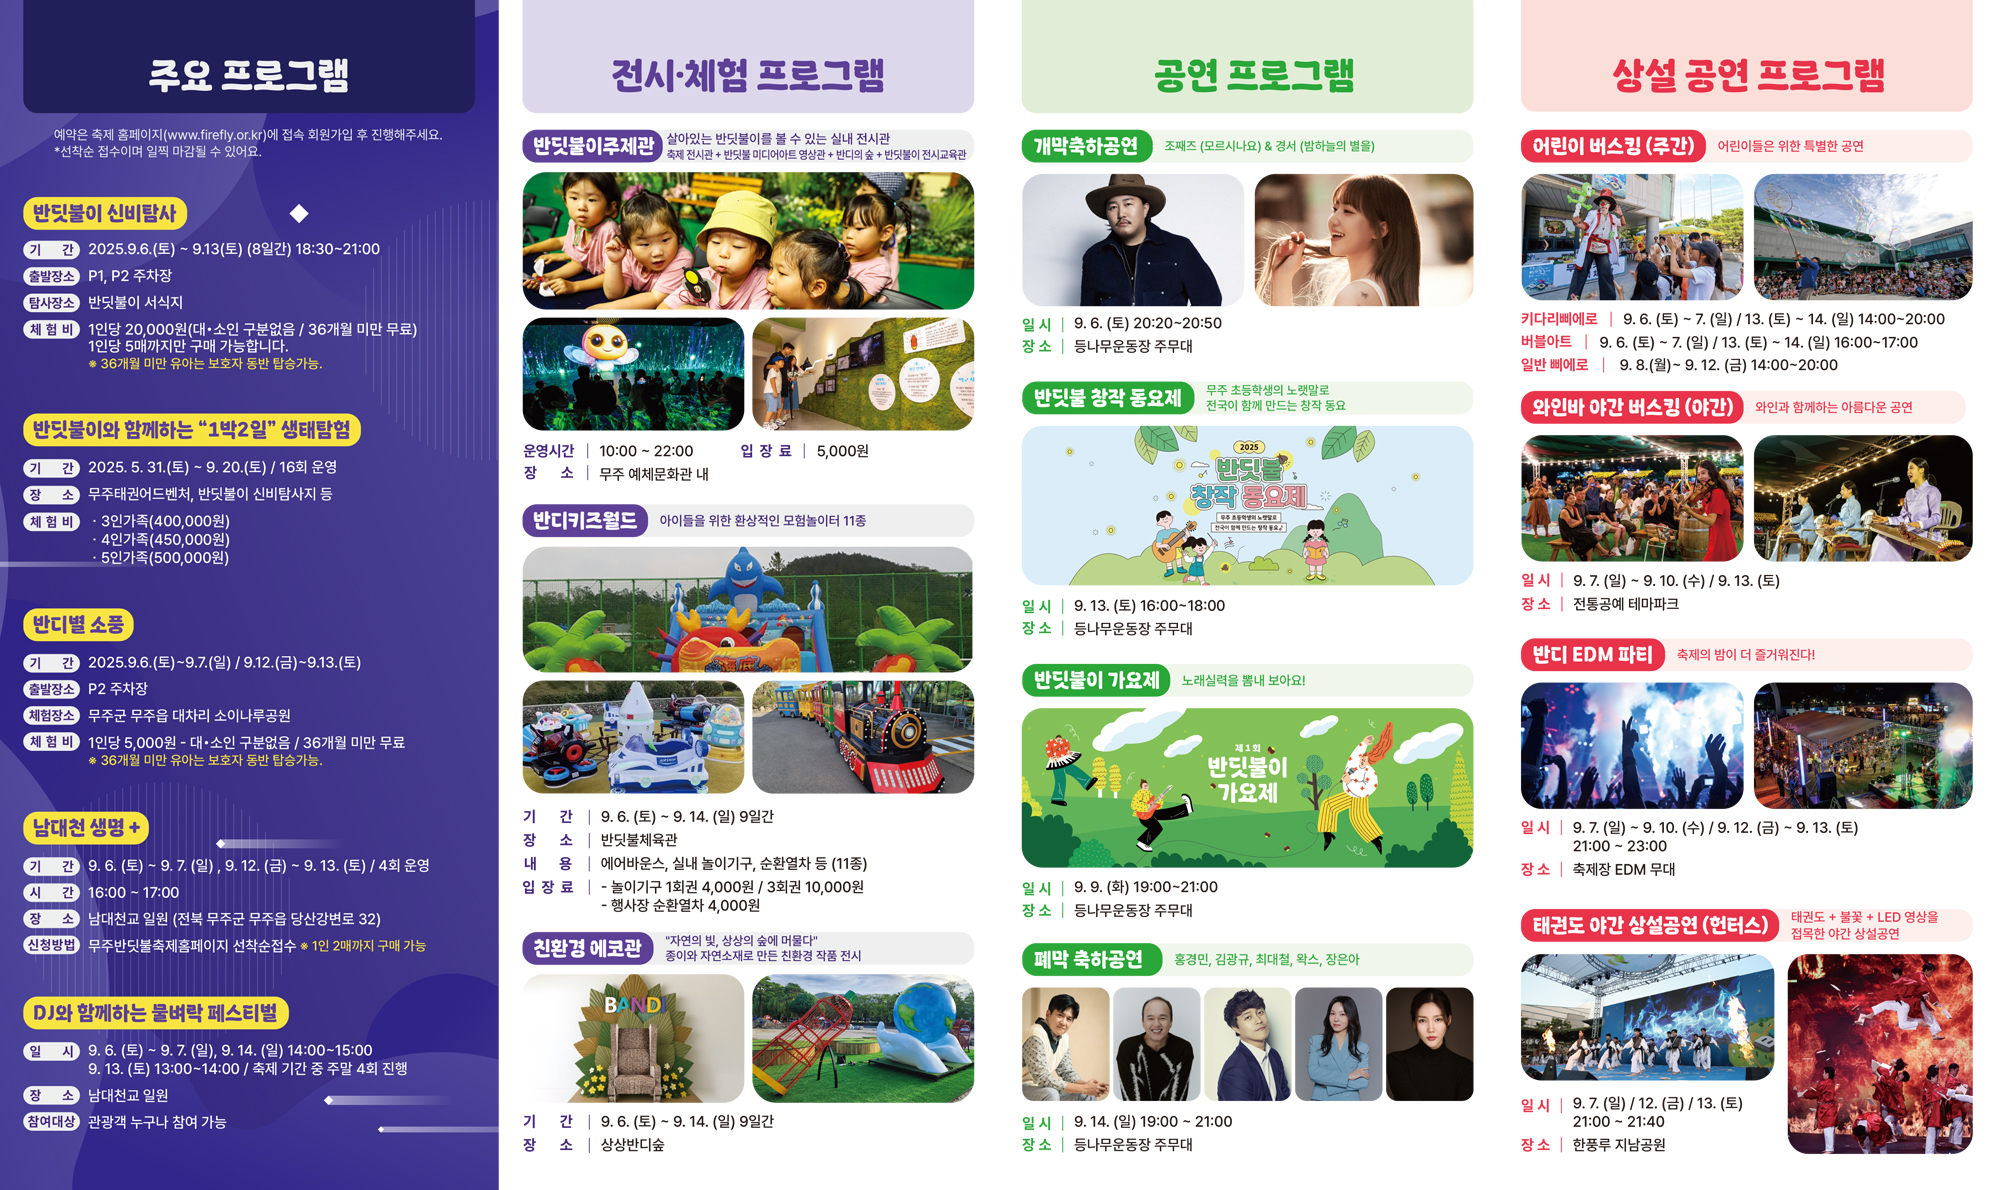 주요 프로그램
예약은 축제 홈페이지(www.firefly.or.kr)에 접속 회원가입 후 진행해주세요.
*선착순 접수이며 일찍 마감될 수 있어요.
반딧불이 신비탐사
기 간 2025.9.6.(토) ~ 9.13(토) (8일간) 18:30~21:00
출발장소 P1, P2 주차장
탐사장소 반딧불이 서식지
체 험 비 1인당 20,000원(대•소인 구분없음 / 36개월 미만 무료)
1인당 5매까지만 구매 가능합니다.
※ 36개월 미만 유아는 보호자 동반 탑승가능.
반딧불이와 함께하는 “1박2일” 생태탐험
기 간 2025. 5. 31.(토) ~ 9. 20.(토) / 16회 운영
장 소 무주태권어드벤처, 반딧불이 신비탐사지 등
체 험 비 · 3인가족(400,000원)
· 4인가족(450,000원)
· 5인가족(500,000원)
반디별 소풍
기 간 2025.9.6.(토)~9.7.(일) / 9.12.(금)~9.13.(토)
출발장소 P2 주차장
체험장소 무주군 무주읍 대차리 소이나루공원
체 험 비 1인당 5,000원 - 대•소인 구분없음 / 36개월 미만 무료
※ 36개월 미만 유아는 보호자 동반 탑승가능.
남대천 생명 +
기 간 9. 6. (토) ~ 9. 7. (일) , 9. 12. (금) ~ 9. 13. (토) / 4회 운영
시 간 16:00 ~ 17:00
장 소 남대천교 일원 (전북 무주군 무주읍 당산강변로 32)
신청방법 무주반딧불축제홈페이지 선착순접수 ※ 1인 2매까지 구매 가능
DJ와 함께하는 물벼락 페스티벌
일 시 9. 6. (토) ~ 9. 7. (일), 9. 14. (일) 14:00~15:00
9. 13. (토) 13:00~14:00 / 축제 기간 중 주말 4회 진행
장 소 남대천교 일원
참여대상 관광객 누구나 참여 가능
전시·체험 프로그램
반딧불이주제관 살아있는 반딧불이를 볼 수 있는 실내 전시관
축제 전시관 + 반딧불 미디어아트 영상관 + 반디의 숲 + 반딧불이 전시교육관
운영시간 | 10:00 ~ 22:00 입 장 료 | 5,000원
장 소 | 무주 예체문화관 내
반디키즈월드 아이들을 위한 환상적인 모험놀이터 11종
기 간 | 9. 6. (토) ~ 9. 14. (일) 9일간
장 소 | 반딧불체육관
내 용 | 에어바운스, 실내 놀이기구, 순환열차 등 (11종)
입 장 료 | - 놀이기구 1회권 4,000원 / 3회권 10,000원
- 행사장 순환열차 4,000원
친환경 에코관 "자연의 빛, 상상의 숲에 머물다"
종이와 자연소재로 만든 친환경 작품 전시
BANDI
기 간 | 9. 6. (토) ~ 9. 14. (일) 9일간
장 소 | 상상반디숲
공연 프로그램
개막축하공연 조째즈 (모르시나요) & 경서 (밤하늘의 별을)
일 시 | 9. 6. (토) 20:20~20:50
장 소 | 등나무운동장 주무대
반딧불 창작 동요제 무주 초등학생의 노랫말로
전국이 함께 만드는 창작 동요
2025
반딧불
창작 동요제
무주 초등학생의 노랫말로
전국이 함께 만드는 창작 동요♪
일 시 | 9. 13. (토) 16:00~18:00
장 소 | 등나무운동장 주무대
반딧불이 가요제 노래실력을 뽐내 보아요!
제1회
반딧불이
가요제
일 시 | 9. 9. (화) 19:00~21:00
장 소 | 등나무운동장 주무대
폐막 축하공연 홍경민, 김광규, 최대철, 왁스, 장은아
일 시 | 9. 14. (일) 19:00 ~ 21:00
장 소 | 등나무운동장 주무대
상설 공연 프로그램
어린이 버스킹 (주간) 어린이들은 위한 특별한 공연
키다리삐에로 | 9. 6. (토) ~ 7. (일) / 13. (토) ~ 14. (일) 14:00~20:00
버블아트 | 9. 6. (토) ~ 7. (일) / 13. (토) ~ 14. (일) 16:00~17:00
일반 삐에로 | 9. 8.(월)~ 9. 12. (금) 14:00~20:00
와인바 야간 버스킹 (야간) 와인과 함께하는 아름다운 공연
일 시 | 9. 7. (일) ~ 9. 10. (수) / 9. 13. (토)
장 소 | 전통공예 테마파크
반디 EDM 파티 축제의 밤이 더 즐거워진다!
일 시 | 9. 7. (일) ~ 9. 10. (수) / 9. 12. (금) ~ 9. 13. (토)
21:00 ~ 23:00
장 소 | 축제장 EDM 무대
태권도 야간 상설공연 (헌터스) 태권도 + 불꽃 + LED 영상을
접목한 야간 상설공연
일 시 | 9. 7. (일) / 12. (금) / 13. (토)
21:00 ~ 21:40
장 소 | 한풍루 지남공원